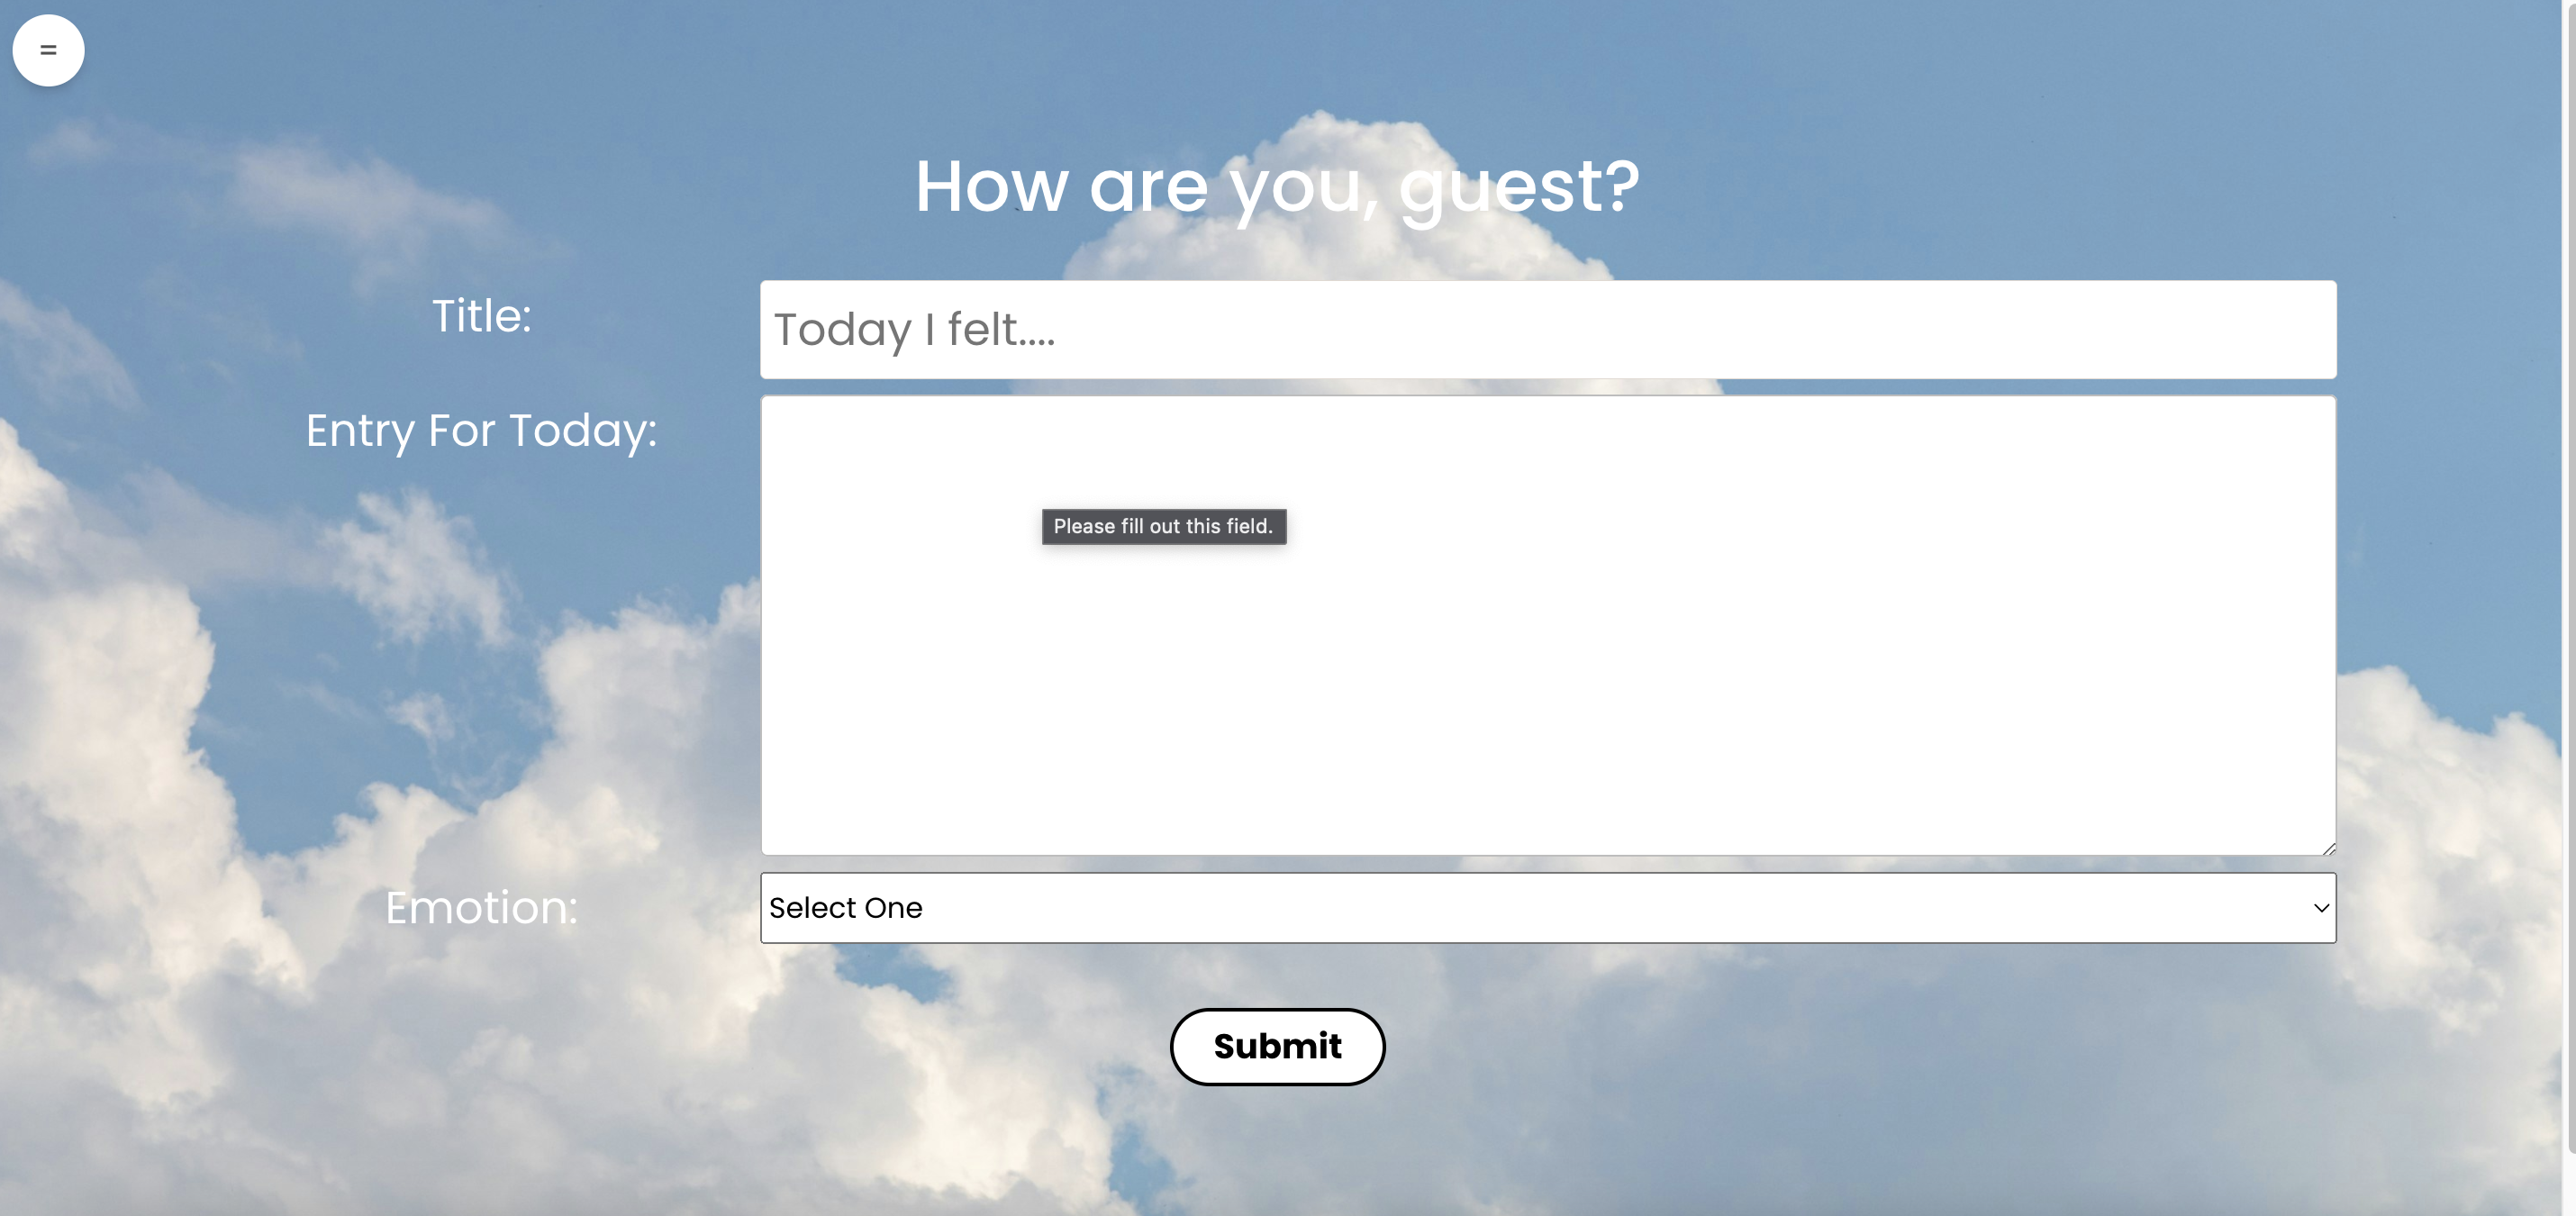 =
How are you, guest?
Title:
Today I felt....
Entry For Today:
Please fill out this field.
Emotion:
Select One
Submit